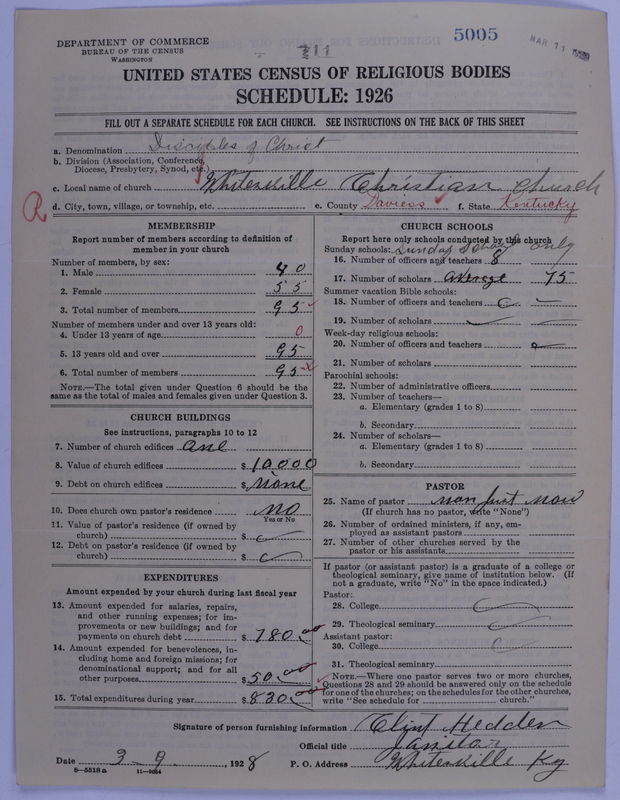 DEPARTMENT OF COMMERCE
BUREAU OF THE CENSUS
WASHINGTON
211
5005
MAR 11
UNITED STATES CENSUS OF RELIGIOUS BODIES
SCHEDULE: 1926
FILL OUT A SEPARATE SCHEDULE FOR EACH CHURCH. SEE INSTRUCTIONS ON THE BACK OF THIS SHEET
a. Denomination Disciples of Christ
b. Division (Association, Conference,
Diocese, Presbytery, Synod, etc.)
c. Local name of church Whitesville Christian Church
R
d. City, town, village, or township, etc. e. County Daviess f. State Kentucky
MEMBERSHIP
Report number of members according to definition of
member in your church
Number of members, by sex:
1. Male 40
2. Female 55
3. Total number of members 95
Number of members under and over 13 years old:
4. Under 13 years of age 0
5. 13 years old and over 95
6. Total number of members 95
NOTE.—The total given under Question 6 should be the
same as the total of males and females given under Question 3.
CHURCH BUILDINGS
See instructions, paragraphs 10 to 12
7. Number of church edifices one
8. Value of church edifices $ 10000
9. Debt on church edifices $ None
10. Does church own pastor's residence No
Yes or No
11. Value of pastor's residence (if owned by
church) $
12. Debt on pastor's residence (if owned by
church) $
EXPENDITURES
Amount expended by your church during last fiscal year
13. Amount expended for salaries, repairs,
and other running expenses; for im-
provements or new buildings; and for
payments on church debt $ 780.00
14. Amount expended for benevolences, in-
cluding home and foreign missions; for
denominational support; and for all
other purposes $ 50.00
15. Total expenditures during year $ 830.00
CHURCH SCHOOLS
Report here only schools conducted by this church
Sunday schools: Sunday School only
16. Number of officers and teachers 8
17. Number of scholars average 75
Summer vacation Bible schools:
18. Number of officers and teachers
19. Number of scholars
Week-day religious schools:
20. Number of officers and teachers
21. Number of scholars
Parochial schools:
22. Number of administrative officers
23. Number of teachers—
a. Elementary (grades 1 to 8)
b. Secondary
24. Number of scholars—
a. Elementary (grades 1 to 8)
b. Secondary
PASTOR
25. Name of pastor non just now
(If church has no pastor, write "None")
26. Number of ordained ministers, if any, em-
ployed as assistant pastors
27. Number of other churches served by the
pastor or his assistants
If pastor (or assistant pastor) is a graduate of a college or
theological seminary, give name of institution below. (If
not a graduate, write "No" in the space indicated.)
Pastor:
28. College
29. Theological seminary
Assistant pastor:
30. College
31. Theological seminary
NOTE.—Where one pastor serves two or more churches,
Questions 28 and 29 should be answered only on the schedule
for one of the churches; on the schedules for the other churches,
write "See schedule for church."
Signature of person furnishing information Clint Hedden
Official title Janitor
Date 3-9, 1928 P. O. Address Whitesville Ky
6—5518a 11—9264